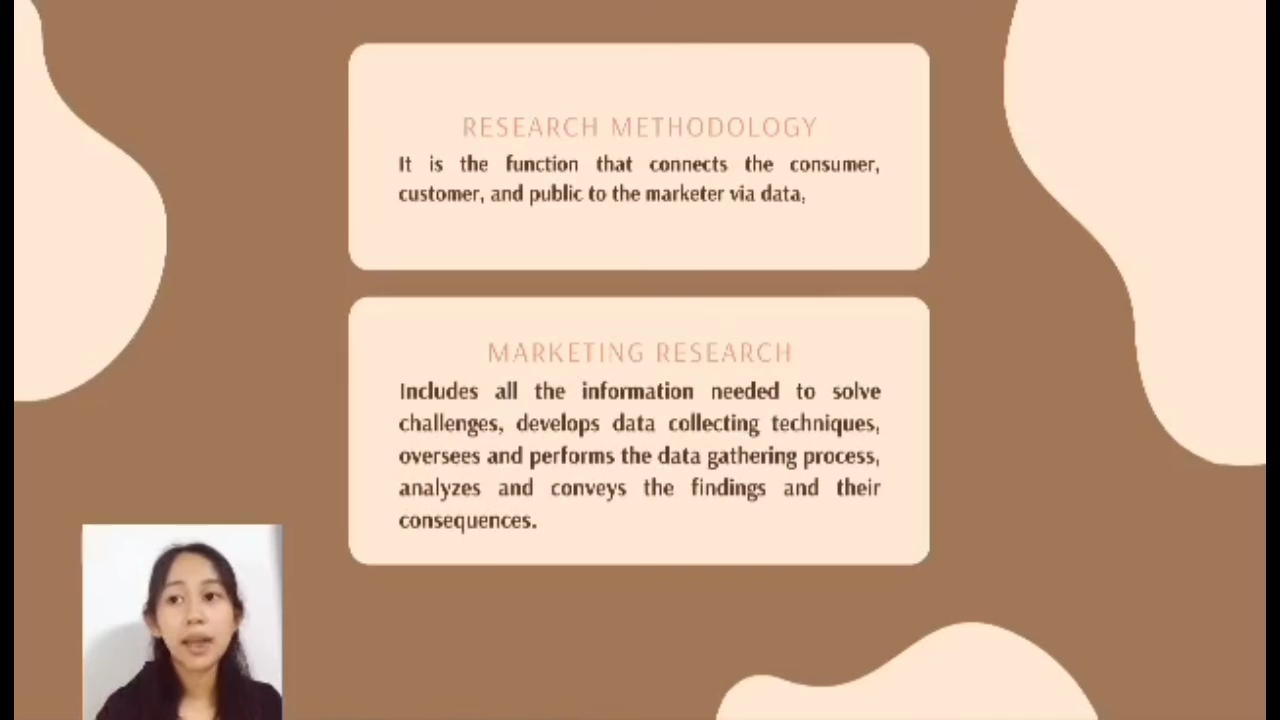 RESEARCH METHODOLOGY
It is the function that connects the consumer,
customer, and public to the marketer via data,
MARKETING RESEARCH
Includes all the information needed to solve
challenges, develops data collecting techniques,
oversees and performs the data gathering process,
analyzes and conveys the findings and their
consequences.